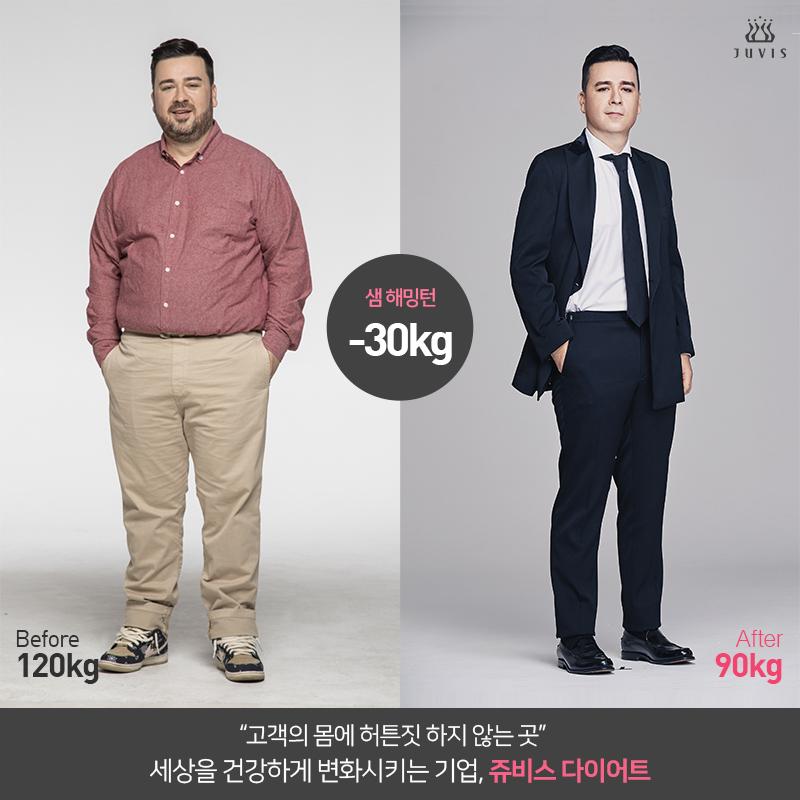 JUVIS
샘 해밍턴
-30kg
Before
120kg
After
90kg
“고객의 몸에 허튼짓 하지 않는 곳”
세상을 건강하게 변화시키는 기업, 쥬비스 다이어트